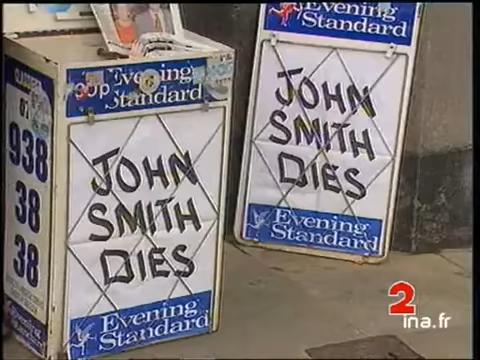 Evening
Standard
JOHN
SMITH
DIES
Evening
Standard
938
38
38
Evening
Standard
JOHN
SMITH
DIES
Evening
Standard
2
ina.fr